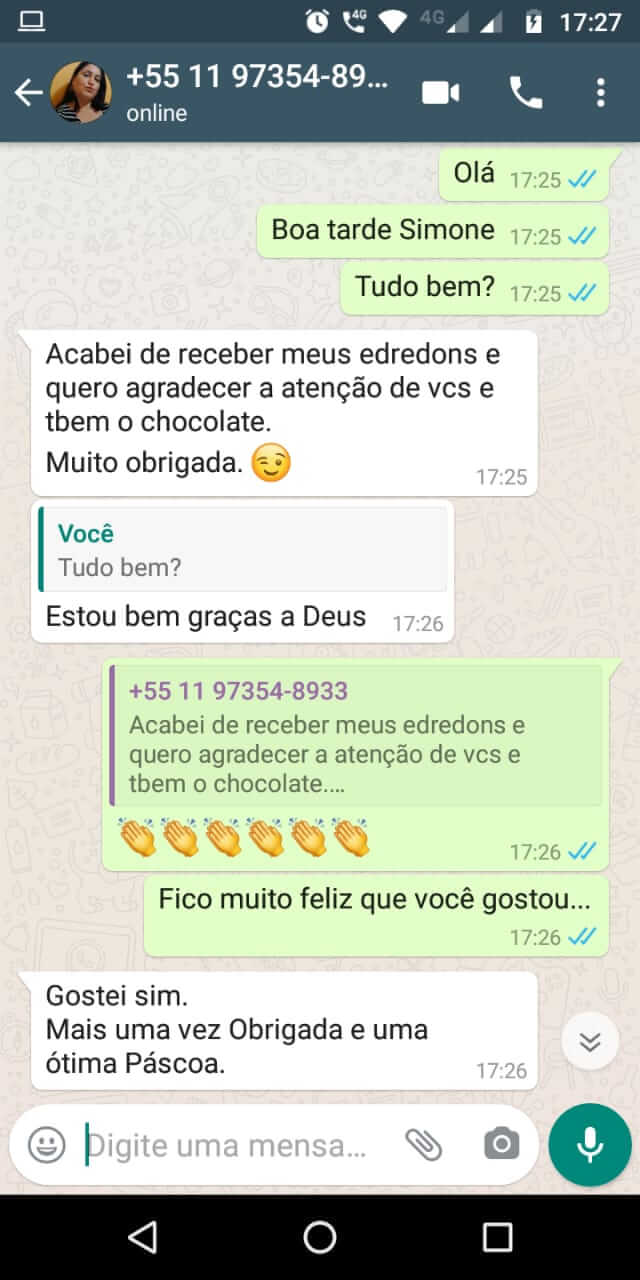 4G 4G 17:27
+55 11 97354-89...
online
Olá 17:25
Boa tarde Simone 17:25
Tudo bem? 17:25
Acabei de receber meus edredons e
quero agradecer a atenção de vcs e
tbem o chocolate.
Muito obrigada. 😉 17:25
Você
Tudo bem?
Estou bem graças a Deus 17:26
+55 11 97354-8933
Acabei de receber meus edredons e
quero agradecer a atenção de vcs e
tbem o chocolate....
👏👏👏👏👏👏 17:26
Fico muito feliz que você gostou...
17:26
Gostei sim.
Mais uma vez Obrigada e uma
ótima Páscoa. 17:26
Digite uma mensa...